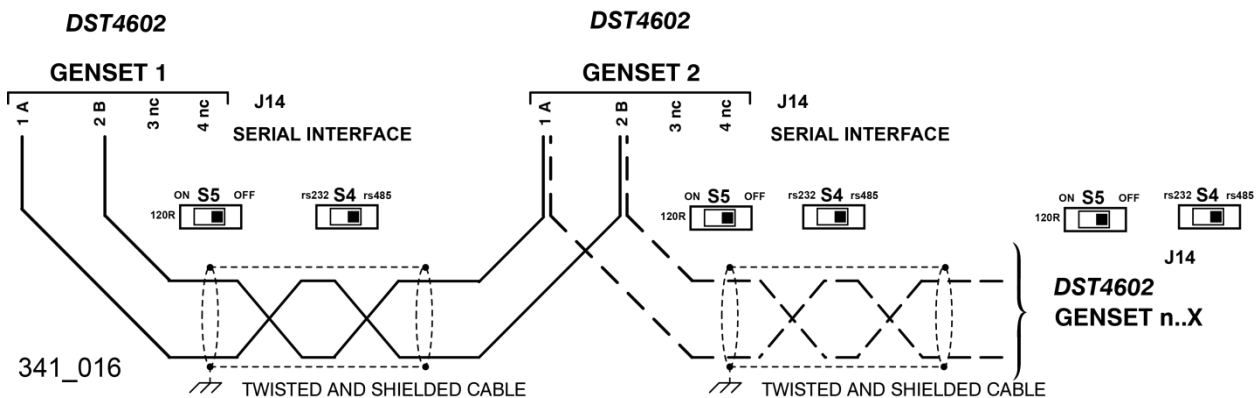 DST4602
GENSET 1
1 A
2 B
3 nc
4 nc
J14
SERIAL INTERFACE
ON S5 OFF
120R
rs232 S4 rs485
DST4602
GENSET 2
1 A
2 B
3 nc
4 nc
J14
SERIAL INTERFACE
ON S5 OFF
120R
rs232 S4 rs485
ON S5 OFF
120R
rs232 S4 rs485
J14
DST4602
GENSET n..X
341_016
TWISTED AND SHIELDED CABLE
TWISTED AND SHIELDED CABLE